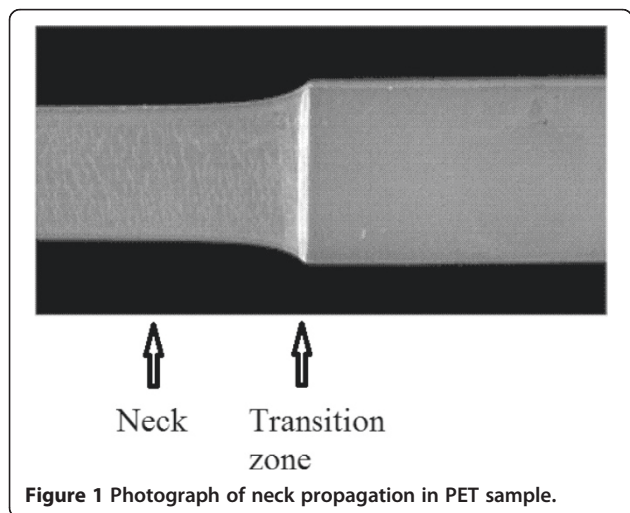 Neck
Transition
zone
Figure 1 Photograph of neck propagation in PET sample.